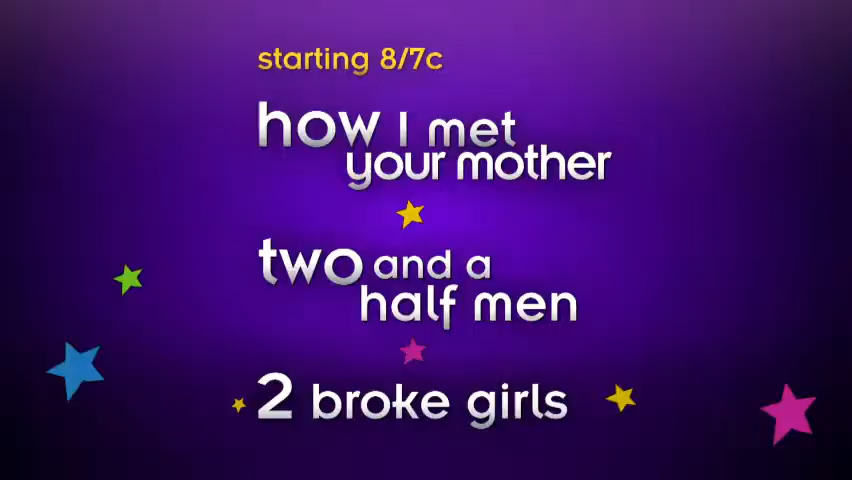 starting 8/7c
how I met
your mother
two and a
half men
2 broke girls